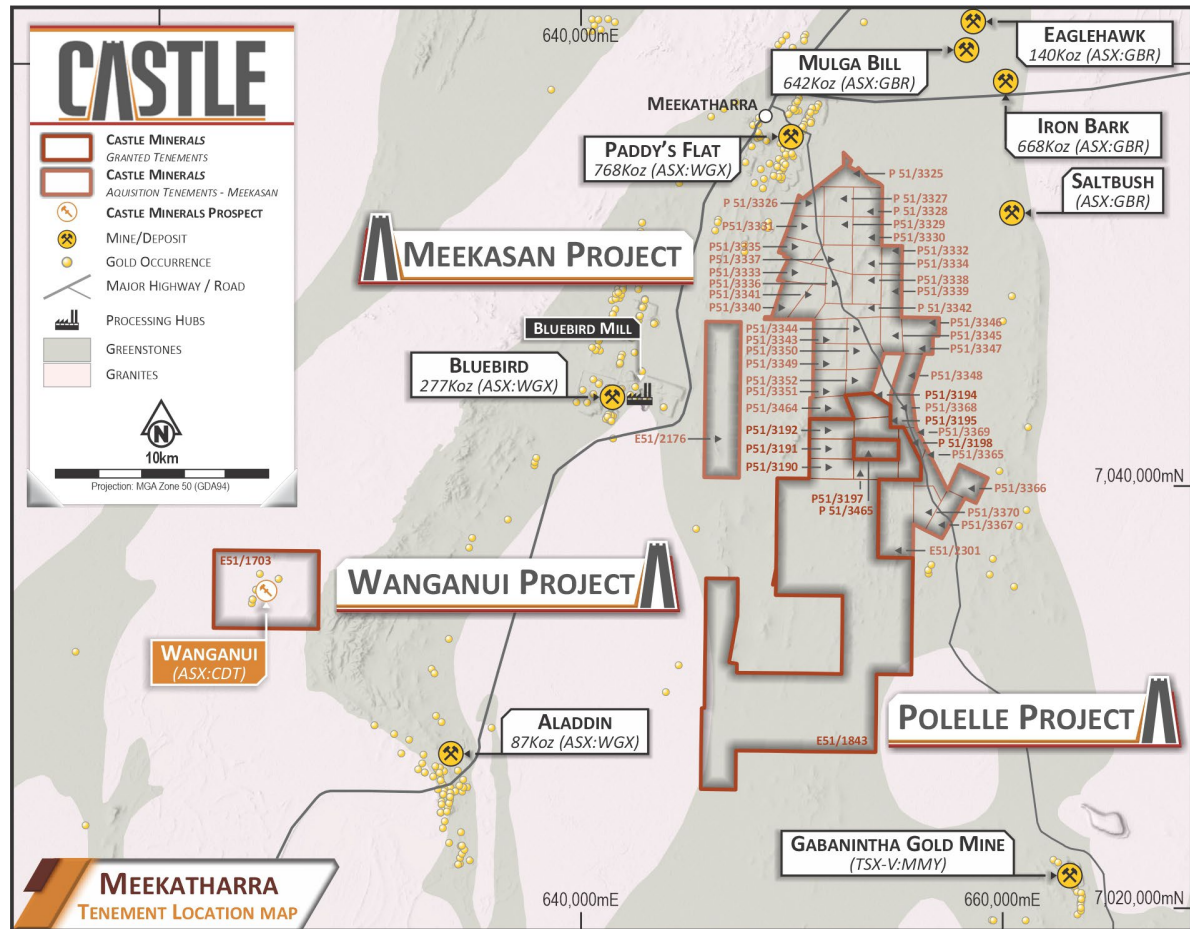 CASTLE
CASTLE MINERALS
GRANTED TENEMENTS
CASTLE MINERALS
AQUISITION TENEMENTS - MEEKASAN
CASTLE MINERALS PROSPECT
MINE/DEPOSIT
GOLD OCCURRENCE
MAJOR HIGHWAY / ROAD
PROCESSING HUBS
GREENSTONES
GRANITES
N
10km
Projection: MGA Zone 50 (GDA94)
640,000mE
EAGLEHAWK
140Koz (ASX:GBR)
MULGA BILL
642Koz (ASX:GBR)
MEEKATHARRA
IRON BARK
668Koz (ASX:GBR)
PADDY'S FLAT
768Koz (ASX:WGX)
SALTBUSH
(ASX:GBR)
MEEKASAN PROJECT
P 51/3325
P 51/3326
P 51/3327
P 51/3328
P51/3331
P 51/3329
P 51/3330
P51/3335
P 51/3332
P51/3337
P 51/3334
P51/3333
P 51/3338
P51/3336
P 51/3339
P51/3341
P51/3340
P 51/3342
P51/3346
P51/3344
P51/3345
P51/3343
P51/3347
P51/3350
P51/3349
P51/3348
P51/3352
P51/3351
P51/3194
P51/3464
P51/3368
P51/3195
P51/3192
P51/3369
E51/2176
P 51/3198
P51/3191
P51/3365
P51/3190
P51/3366
P51/3197
P 51/3465
P51/3370
P51/3367
E51/2301
BLUEBIRD MILL
BLUEBIRD
277Koz (ASX:WGX)
7,040,000mN
E51/1703
WANGANUI PROJECT
WANGANUI
(ASX:CDT)
ALADDIN
87Koz (ASX:WGX)
E51/1843
POLELLE PROJECT
GABANINTHA GOLD MINE
(TSX-V:MMY)
MEEKATHARRA
TENEMENT LOCATION MAP
640,000mE
660,000mE
7,020,000mN